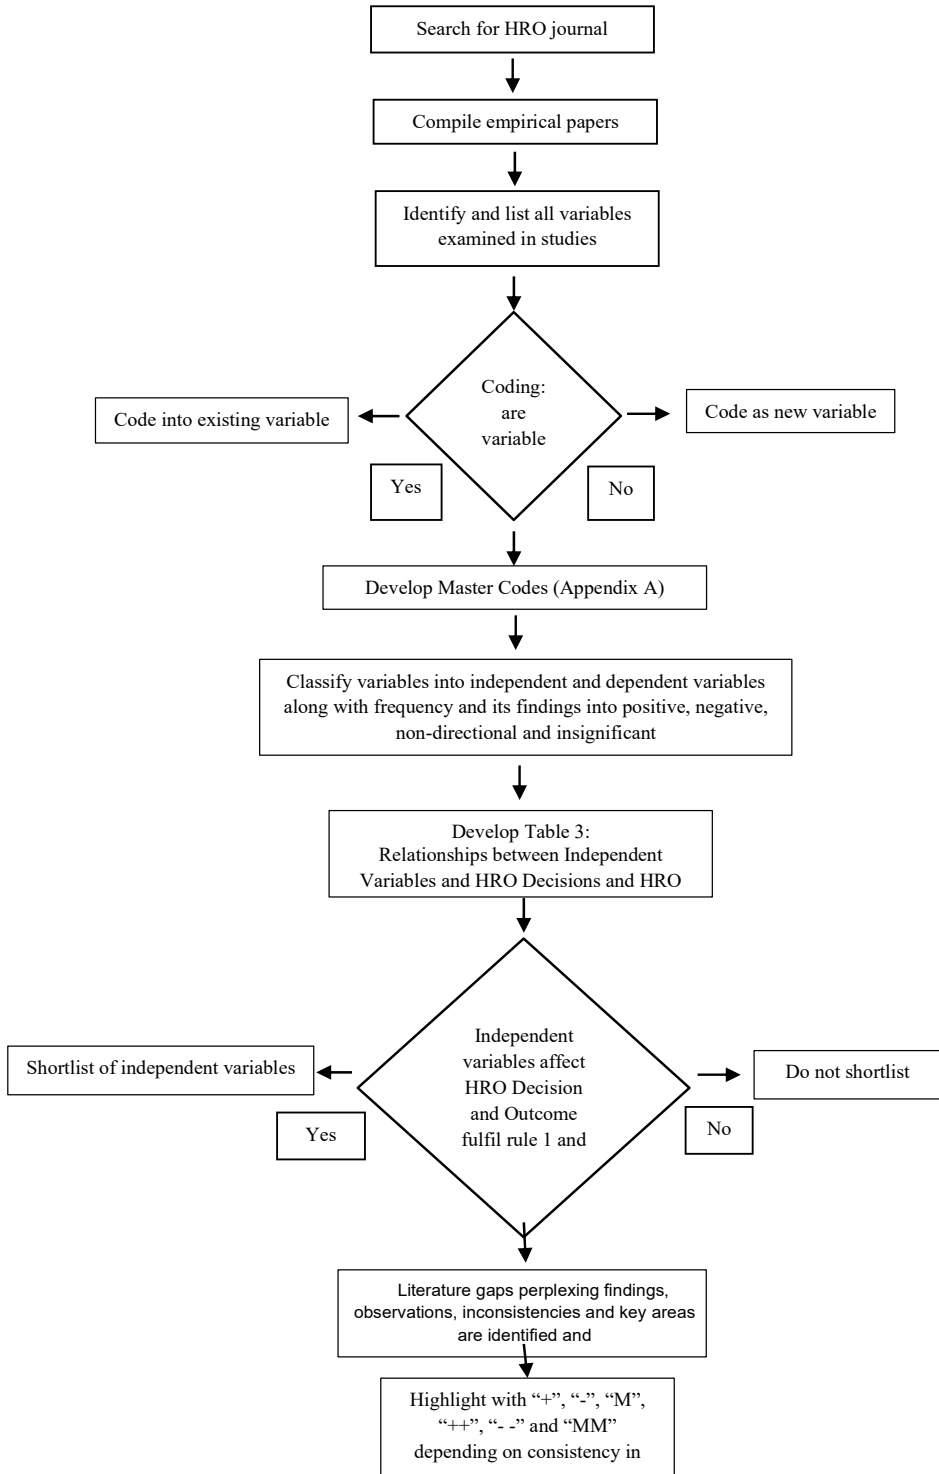 Search for HRO journal
Compile empirical papers
Identify and list all variables
examined in studies
Coding:
are
variable
Code into existing variable
Code as new variable
Yes
No
Develop Master Codes (Appendix A)
Classify variables into independent and dependent variables
along with frequency and its findings into positive, negative,
non-directional and insignificant
Develop Table 3:
Relationships between Independent
Variables and HRO Decisions and HRO
Independent
variables affect
HRO Decision
and Outcome
fulfil rule 1 and
Shortlist of independent variables
Do not shortlist
Yes
No
Literature gaps perplexing findings,
observations, inconsistencies and key areas
are identified and
Highlight with “+”, “-”, “M”,
“++”, “- -” and “MM”
depending on consistency in